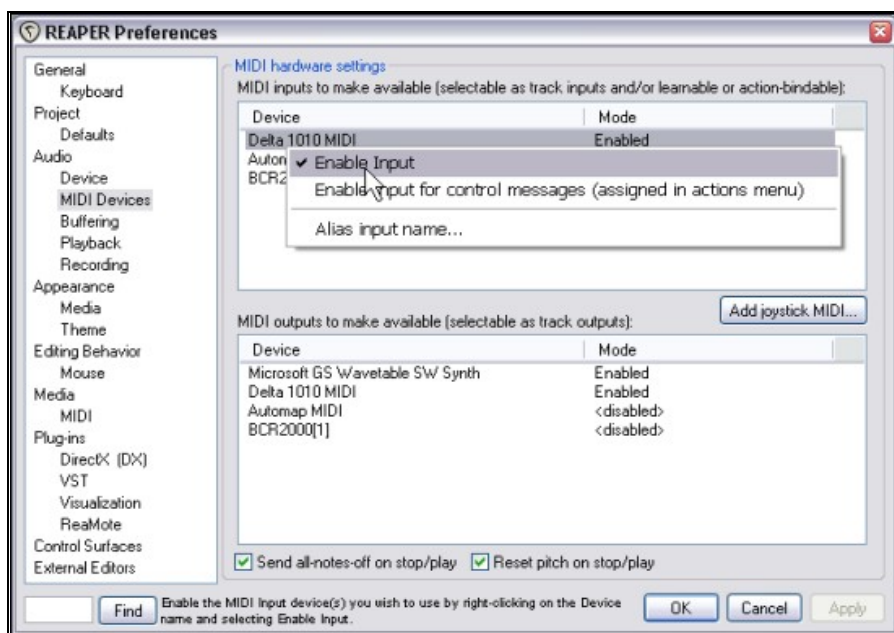 REAPER Preferences
General
Keyboard
Project
Defaults
Audio
Device
MIDI Devices
Buffering
Playback
Recording
Appearance
Media
Theme
Editing Behavior
Mouse
Media
MIDI
Plug-ins
DirectX (DX)
VST
Visualization
ReaMote
Control Surfaces
External Editors
MIDI hardware settings
MIDI inputs to make available (selectable as track inputs and/or learnable or action-bindable):
Device Mode
Delta 1010 MIDI Enabled
Autom
BCR2
Enable Input
Enable input for control messages (assigned in actions menu)
Alias input name...
Add joystick MIDI...
MIDI outputs to make available (selectable as track outputs):
Device Mode
Microsoft GS Wavetable SW Synth Enabled
Delta 1010 MIDI Enabled
Automap MIDI <disabled>
BCR2000[1] <disabled>
Send all-notes-off on stop/play Reset pitch on stop/play
Find
Enable the MIDI Input device(s) you wish to use by right-clicking on the Device
name and selecting Enable Input.
OK Cancel Apply